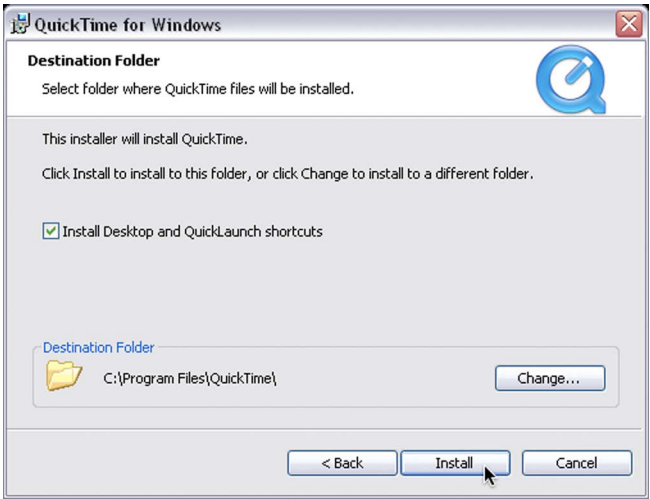 QuickTime for Windows
Destination Folder
Select folder where QuickTime files will be installed.
This installer will install QuickTime.
Click Install to install to this folder, or click Change to install to a different folder.
Install Desktop and QuickLaunch shortcuts
Destination Folder
C:\Program Files\QuickTime\
Change...
< Back
Install
Cancel